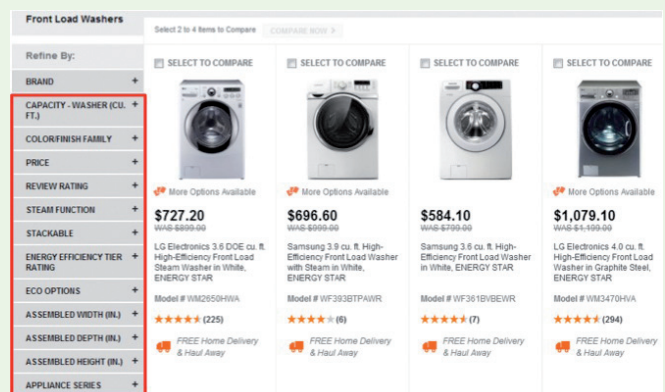 Front Load Washers
Select 2 to 4 Items to Compare
COMPARE NOW >
Refine By:
BRAND +
CAPACITY - WASHER (CU. +
FT.)
COLOR/FINISH FAMILY +
PRICE +
REVIEW RATING +
STEAM FUNCTION +
STACKABLE +
ENERGY EFFICIENCY TIER +
RATING
ECO OPTIONS +
ASSEMBLED WIDTH (IN.) +
ASSEMBLED DEPTH (IN.) +
ASSEMBLED HEIGHT (IN.) +
APPLIANCE SERIES +
SELECT TO COMPARE
More Options Available
$727.20
WAS $899.00
LG Electronics 3.6 DOE cu. ft.
High-Efficiency Front Load
Steam Washer in White,
ENERGY STAR
Model # WM2650HWA
(225)
FREE Home Delivery
& Haul Away
SELECT TO COMPARE
More Options Available
$696.60
WAS $999.00
Samsung 3.9 cu. ft. High-
Efficiency Front Load Washer
with Steam in White,
ENERGY STAR
Model # WF393BTPAWR
(6)
FREE Home Delivery
& Haul Away
SELECT TO COMPARE
$584.10
WAS $799.00
Samsung 3.6 cu. ft. High-
Efficiency Front Load Washer
in White, ENERGY STAR
Model # WF361BVBEWR
(7)
FREE Home Delivery
& Haul Away
SELECT TO COMPARE
More Options Available
$1,079.10
WAS $1,199.00
LG Electronics 4.0 cu. ft.
High-Efficiency Front Load
Washer in Graphite Steel,
ENERGY STAR
Model # WM3470HVA
(294)
FREE Home Delivery
& Haul Away